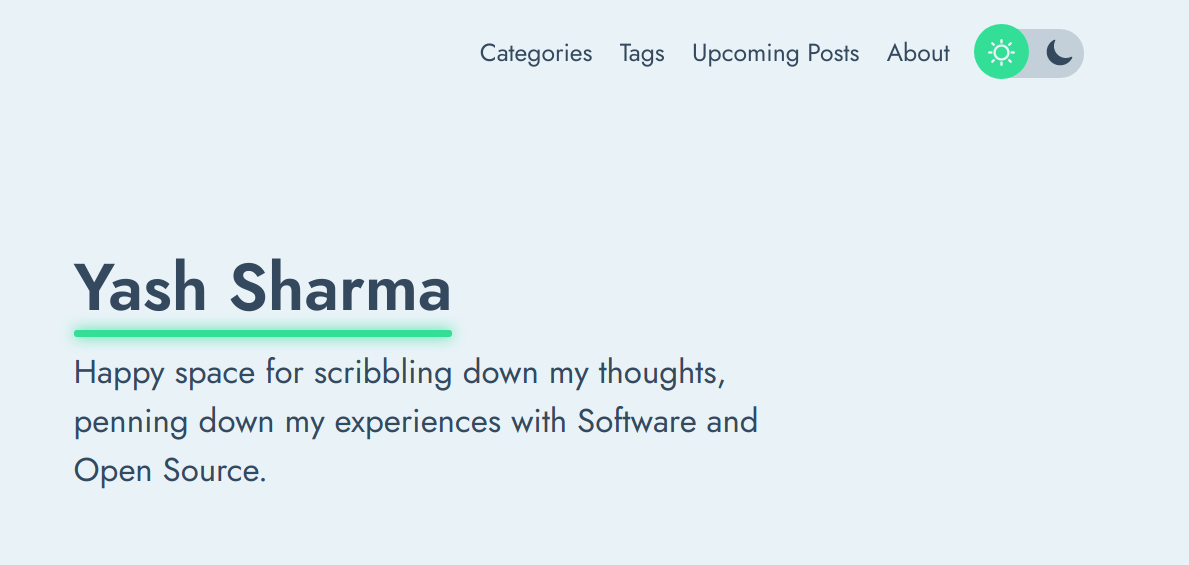 Categories Tags Upcoming Posts About
Yash Sharma
Happy space for scribbling down my thoughts,
penning down my experiences with Software and
Open Source.